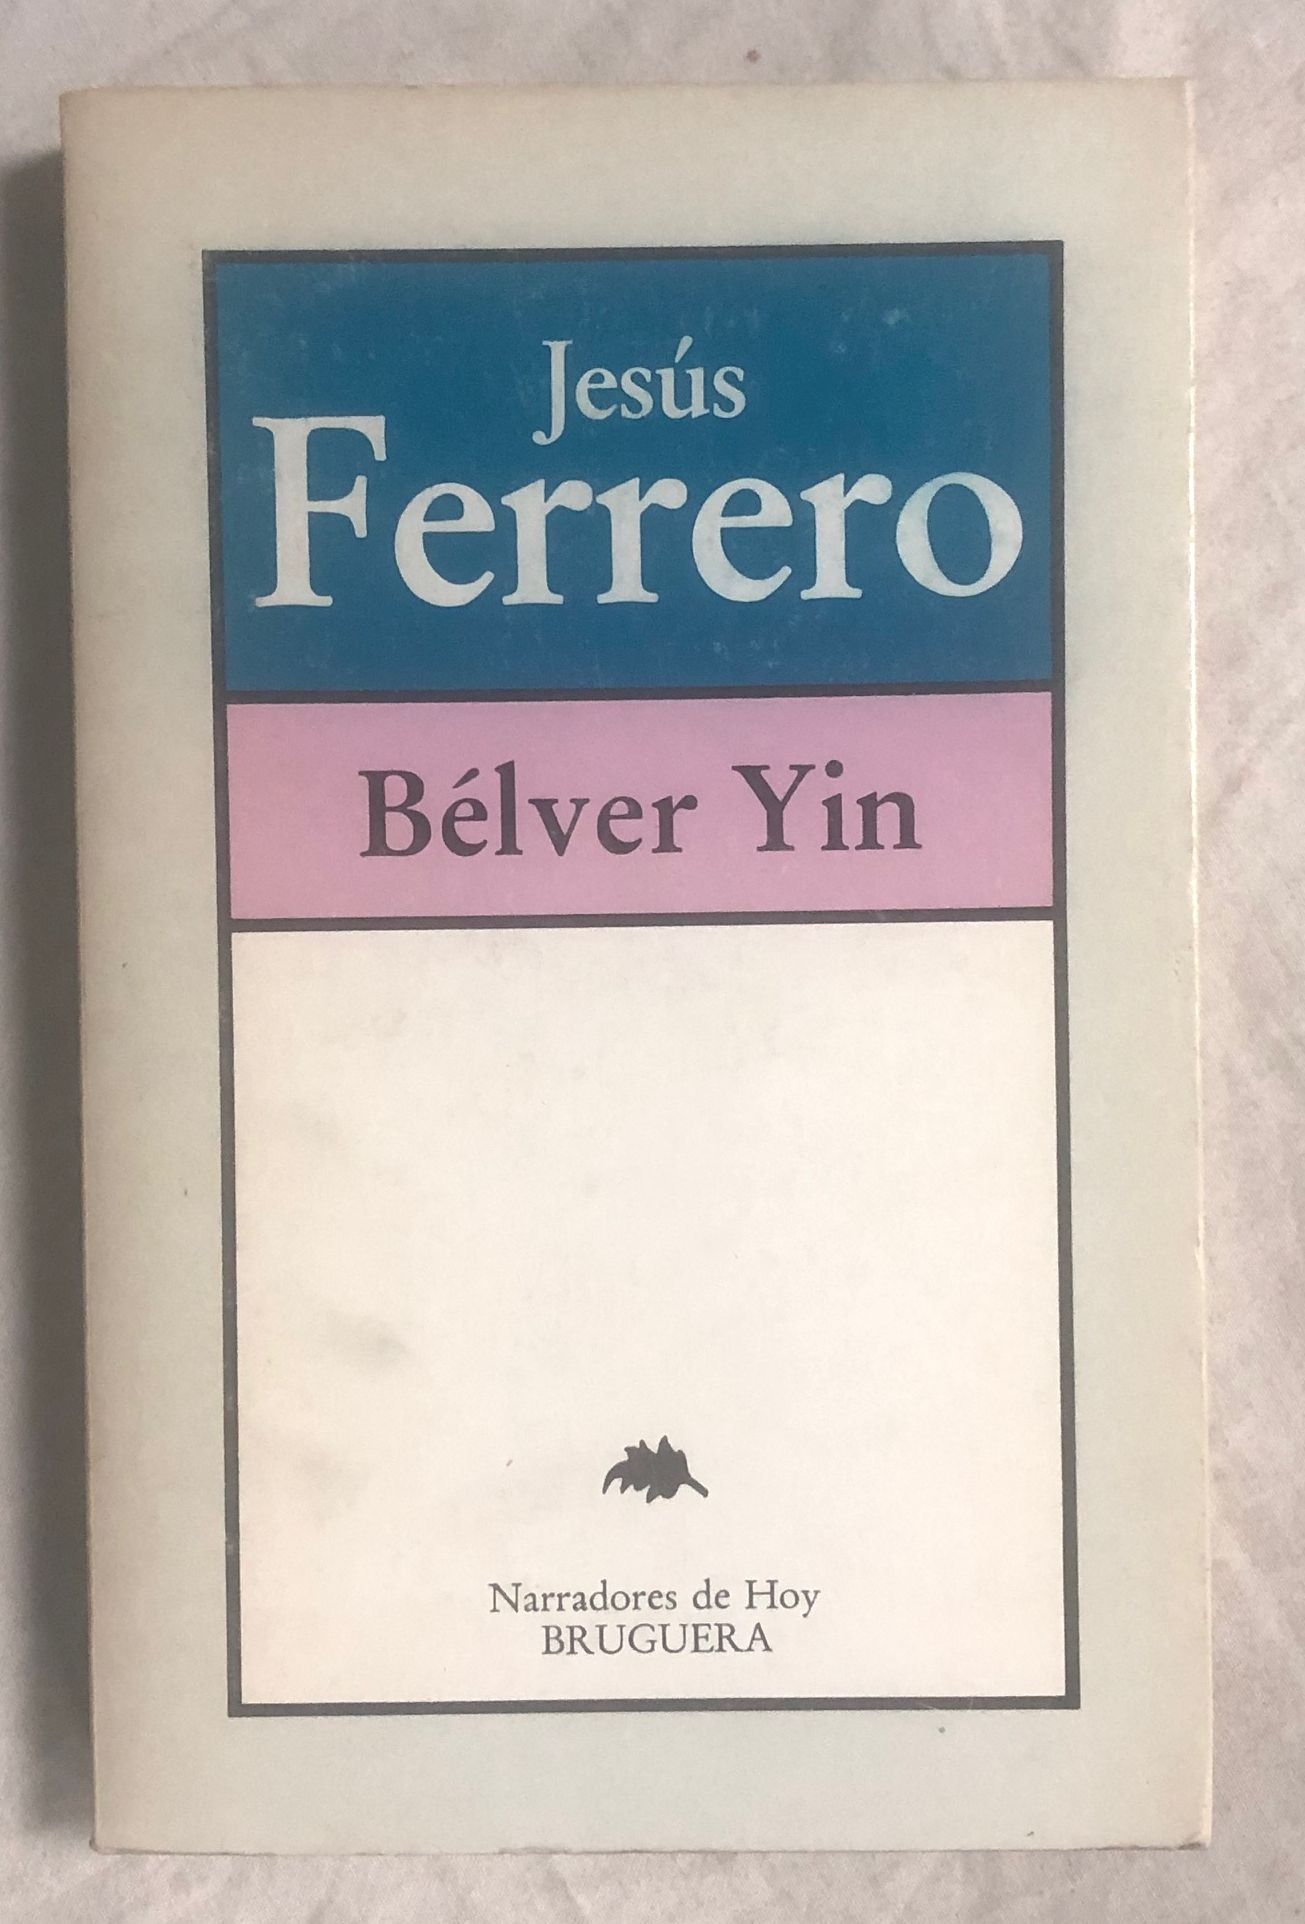 Jesús
Ferrero
Bélver Yin
Narradores de Hoy
BRUGUERA